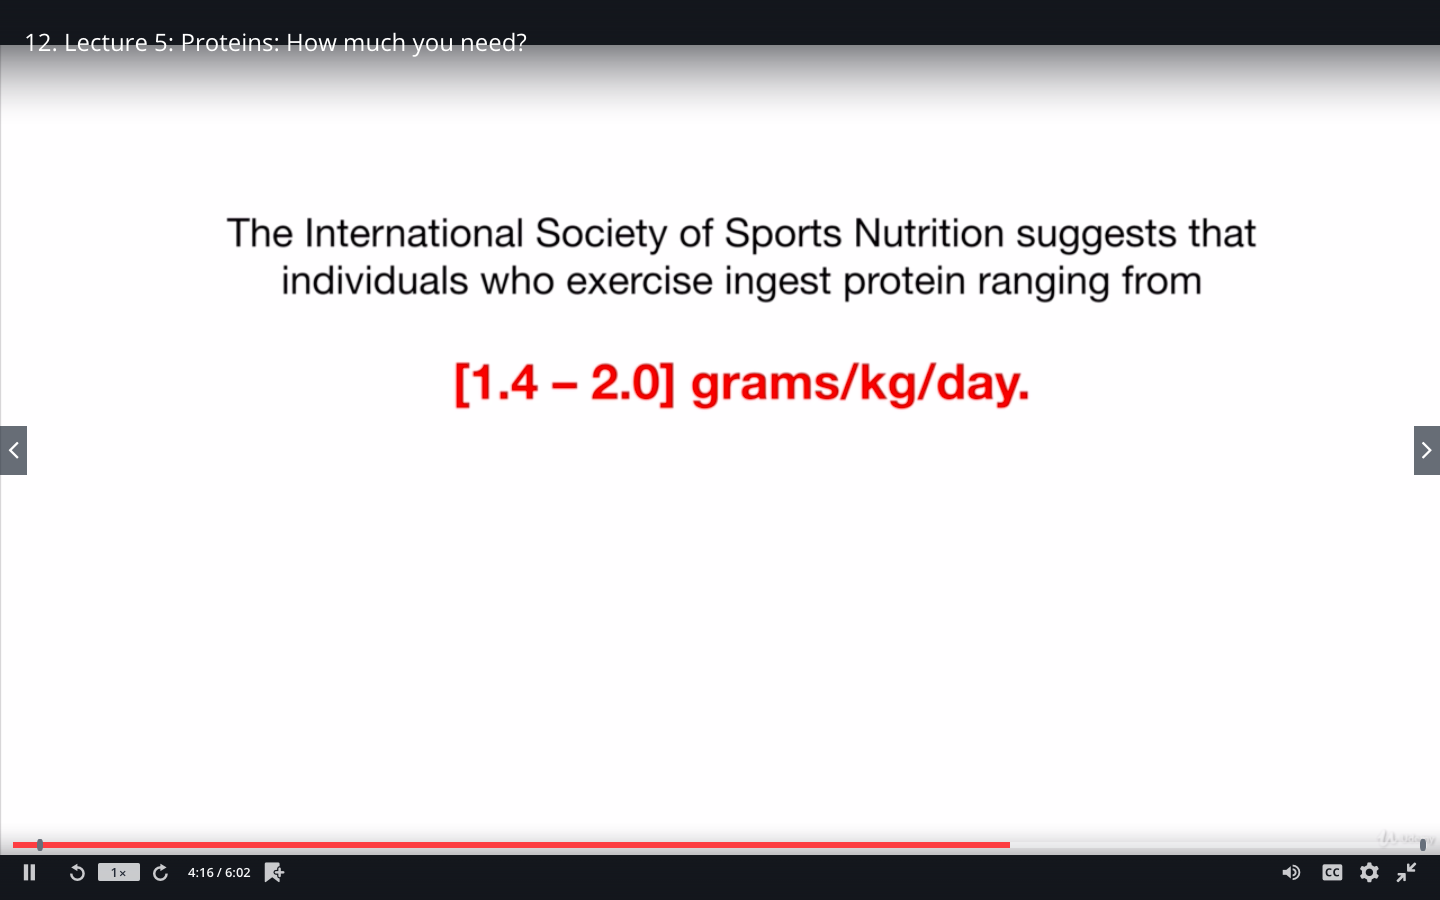 12. Lecture 5: Proteins: How much you need?
The International Society of Sports Nutrition suggests that
individuals who exercise ingest protein ranging from
[1.4 – 2.0] grams/kg/day.
1×
4:16 / 6:02
CC